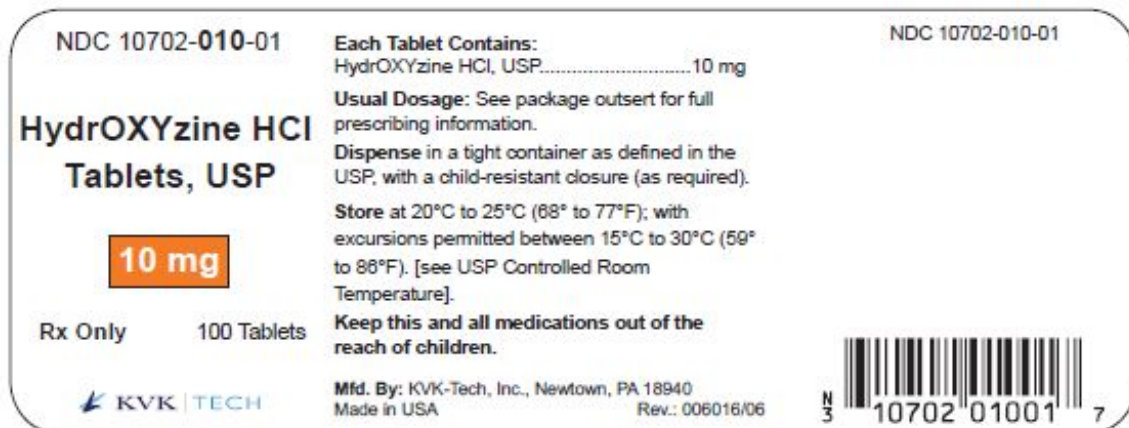 NDC 10702-010-01
HydrOXYzine HCl
Tablets, USP
10 mg
Rx Only 100 Tablets
KVK TECH
Each Tablet Contains:
HydrOXYzine HCl, USP.............................10 mg
Usual Dosage: See package outsert for full
prescribing information.
Dispense in a tight container as defined in the
USP, with a child-resistant closure (as required).
Store at 20°C to 25°C (68° to 77°F); with
excursions permitted between 15°C to 30°C (59°
to 86°F). [see USP Controlled Room
Temperature].
Keep this and all medications out of the
reach of children.
Mfd. By: KVK-Tech, Inc., Newtown, PA 18940
Made in USA Rev.: 006016/06
NDC 10702-010-01
N
3 10702 01001 7